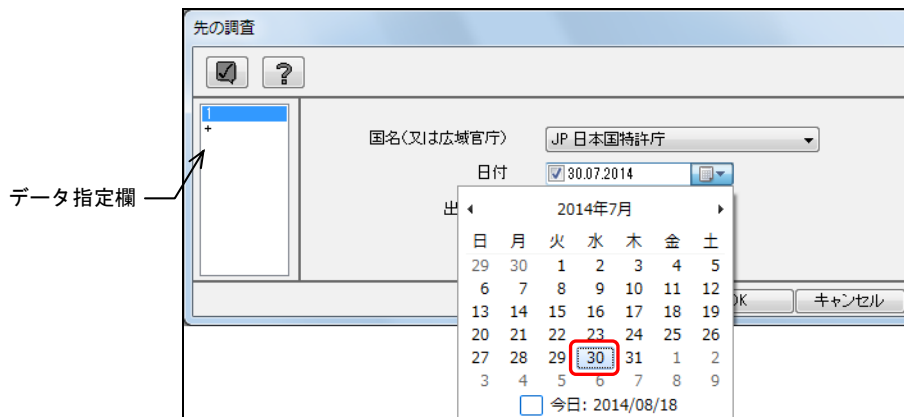 先の調査
1
+
データ指定欄
国名(又は広域官庁)
JP 日本国特許庁
日付
30.07.2014
出
2014年7月
日 月 火 水 木 金 土
29 30 1 2 3 4 5
6 7 8 9 10 11 12
13 14 15 16 17 18 19
20 21 22 23 24 25 26
27 28 29 30 31 1 2
3 4 5 6 7 8 9
今日: 2014/08/18
キャンセル